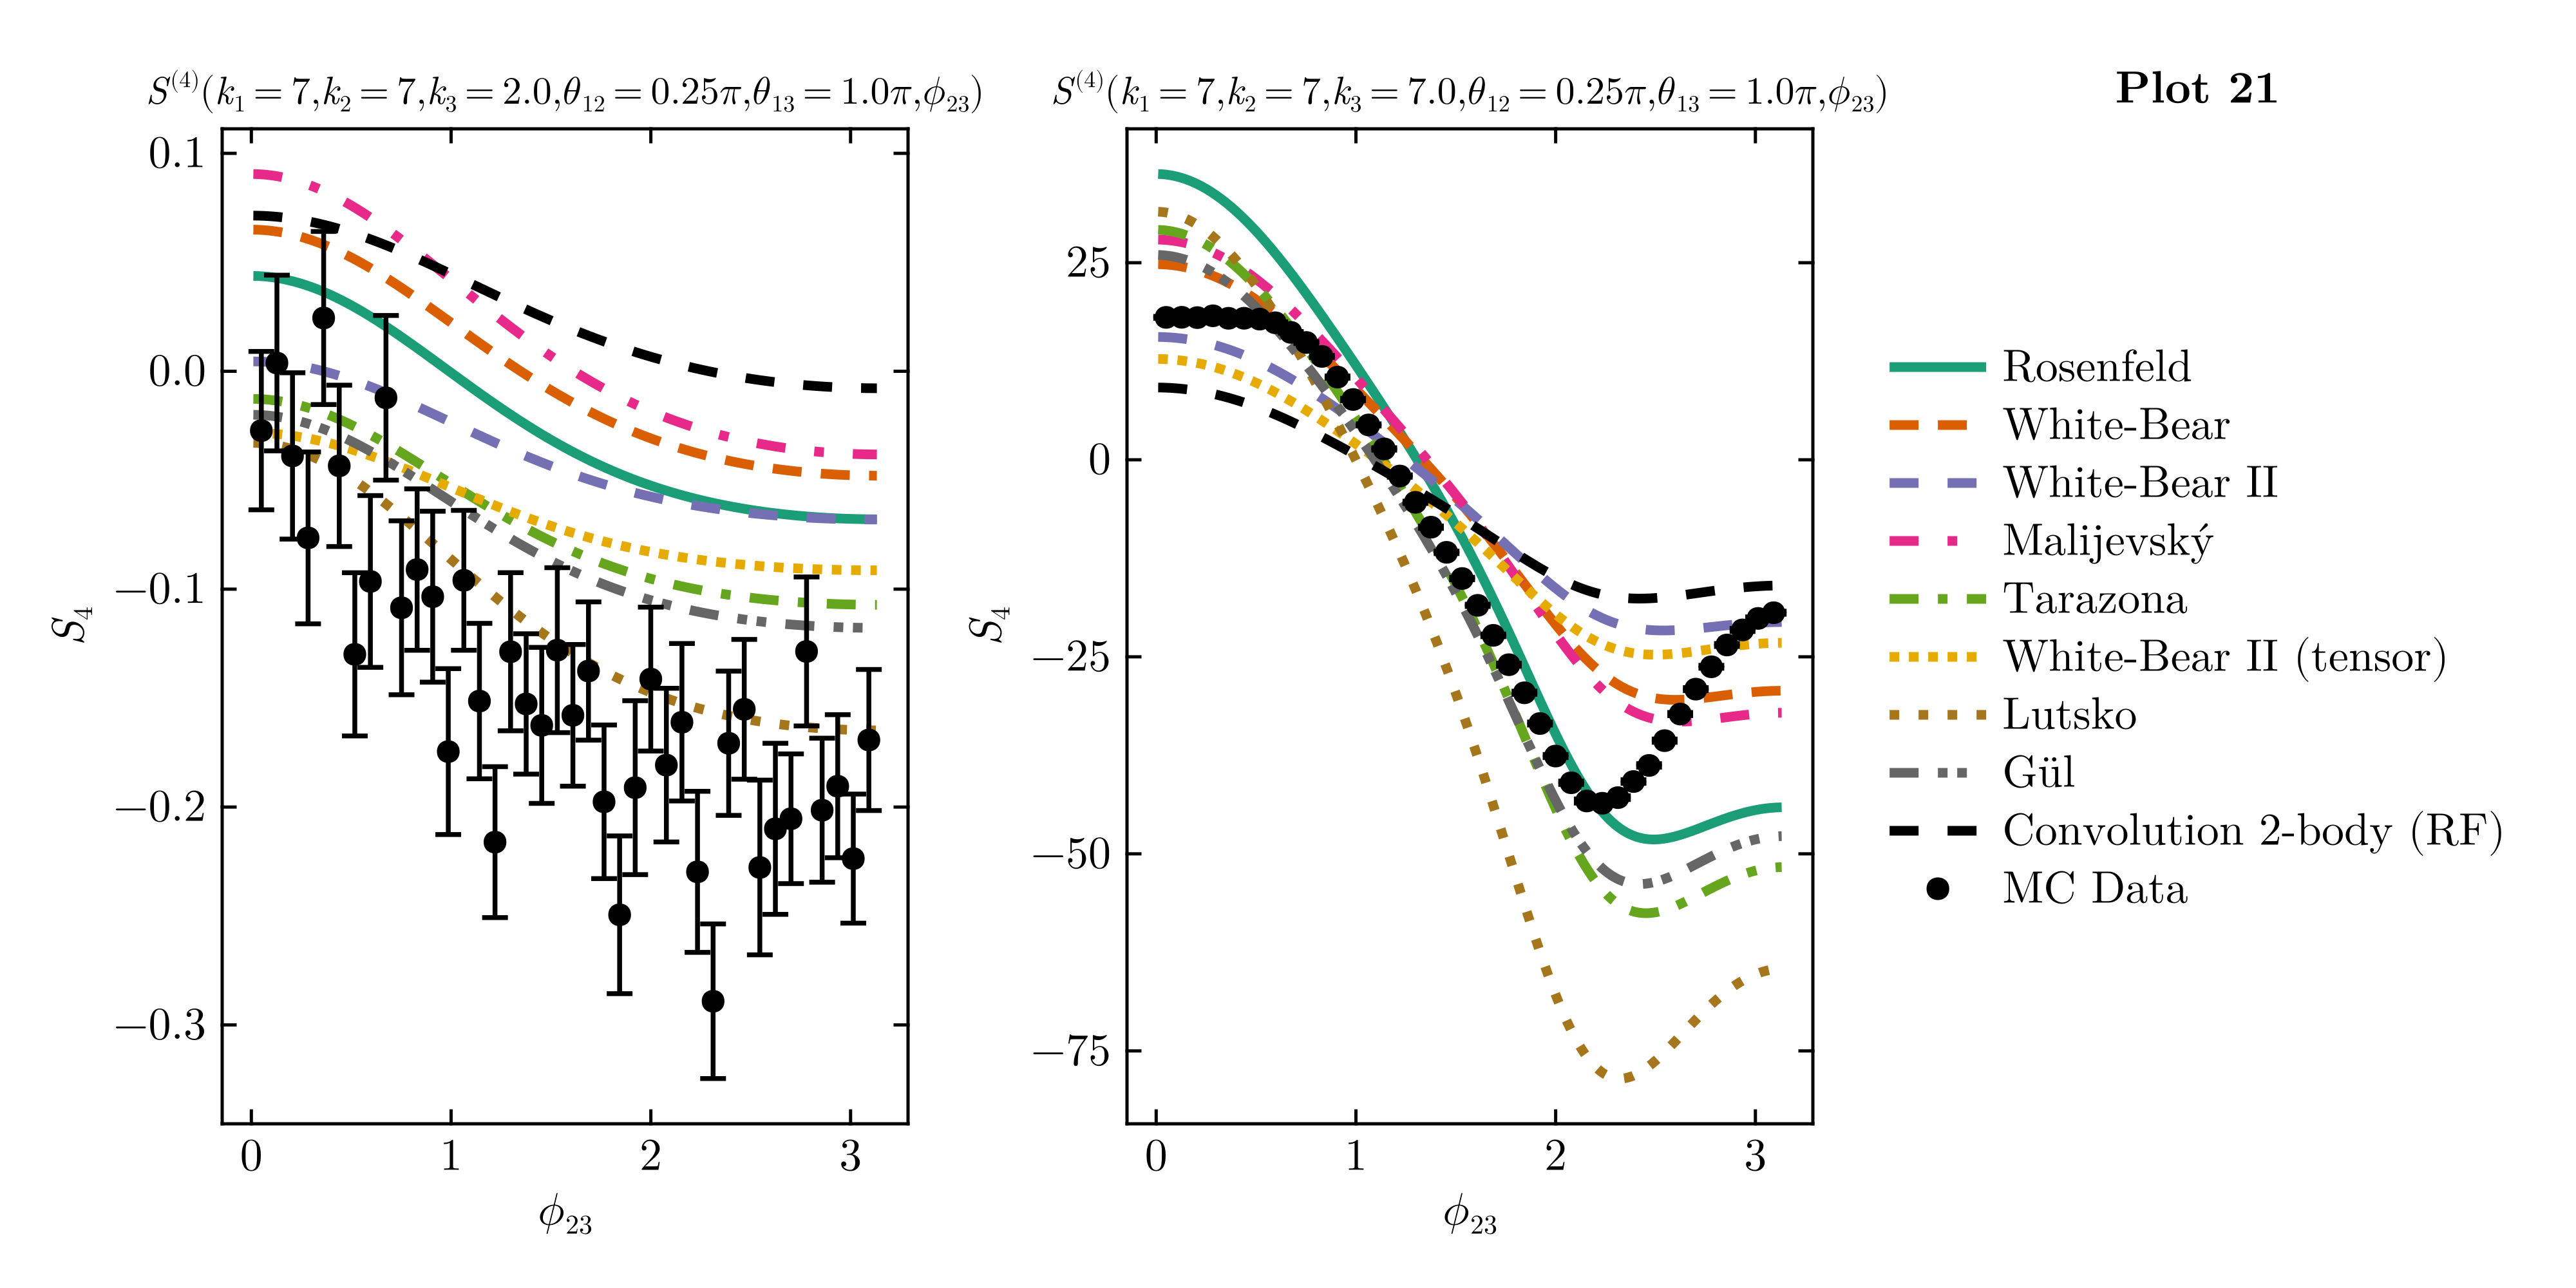 S⁽⁴⁾(k₁ = 7,k₂ = 7,k₃ = 2.0,θ₁₂ = 0.25π,θ₁₃ = 1.0π,ϕ₂₃)
0.1
0.0
−0.1
−0.2
−0.3
S₄
0 1 2 3
ϕ₂₃
S⁽⁴⁾(k₁ = 7,k₂ = 7,k₃ = 7.0,θ₁₂ = 0.25π,θ₁₃ = 1.0π,ϕ₂₃)
25
0
−25
−50
−75
S₄
0 1 2 3
ϕ₂₃
Plot 21
Rosenfeld
White-Bear
White-Bear II
Malijevský
Tarazona
White-Bear II (tensor)
Lutsko
Gül
Convolution 2-body (RF)
MC Data